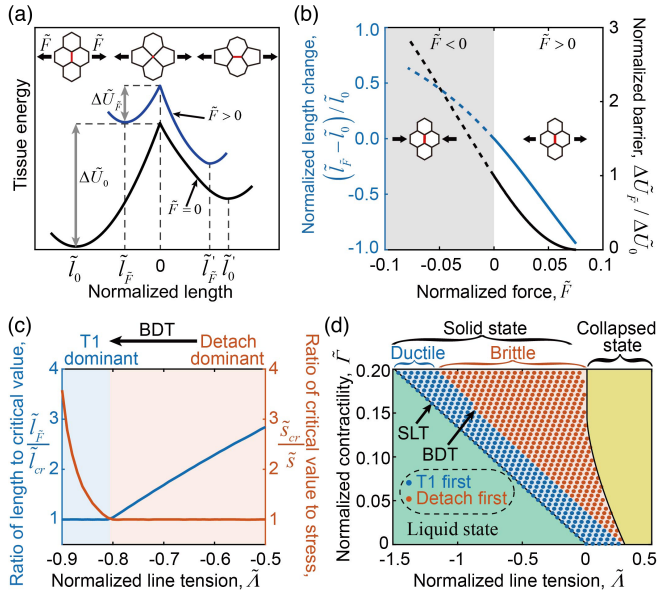 (a)
F̃
F̃
Tissue energy
ΔŨ_F̃
ΔŨ_0
F̃ > 0
F̃ = 0
l̃_0
l̃_F̃
0
l̃'_F̃
l̃'_0
Normalized length
(b)
Normalized length change,
(l̃_F̃ − l̃_0) / l̃_0
1.0
0.5
0.0
-0.5
-1.0
F̃ < 0
F̃ > 0
3
2
1
0
Normalized barrier,
ΔŨ_F̃ / ΔŨ_0
-0.1
-0.05
0
0.05
0.1
Normalized force, F̃
(c)
BDT
T1
dominant
Detach
dominant
Ratio of length to critical value,
l̃_F̃ / l̃_cr
4
3
2
1
4
3
2
1
s̃_cr / s̃
Ratio of critical value to stress,
-0.9
-0.8
-0.7
-0.6
-0.5
Normalized line tension, Λ̃
(d)
Solid state
Collapsed
state
Ductile
Brittle
Normalized contractility, Γ̃
0.20
0.15
0.10
0.05
0
SLT
BDT
T1 first
Detach first
Liquid state
-1.5
-1
-0.5
0
0.5
Normalized line tension, Λ̃